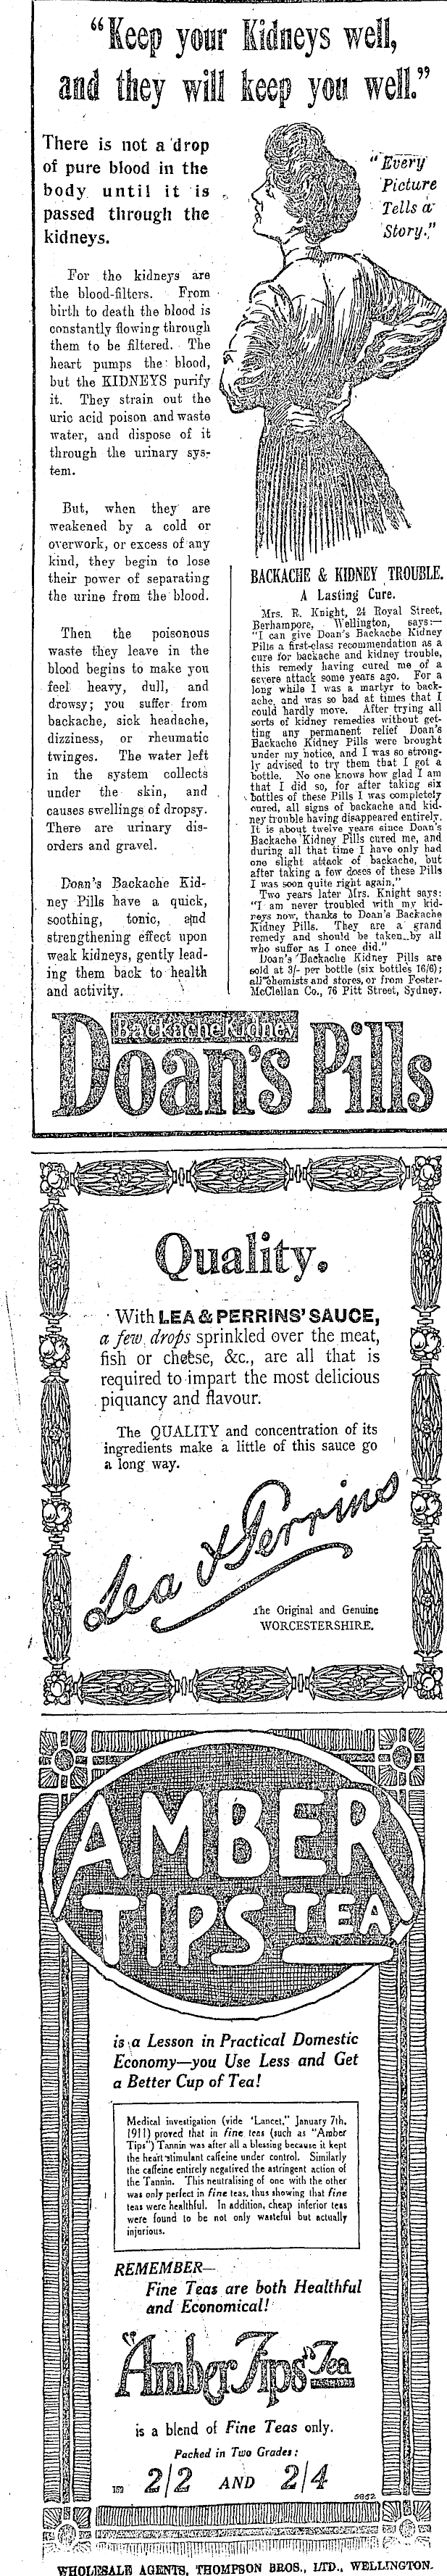 "Keep your Kidneys well,
and they will keep you well."
There is not a drop
of pure blood in the
body until it is
passed through the
kidneys.
For the kidneys are
the blood-filters. From
birth to death the blood is
constantly flowing through
them to be filtered. The
heart pumps the blood,
but the KIDNEYS purify
it. They strain out the
uric acid poison and waste
water, and dispose of it
through the urinary sys-
tem.
But, when they are
weakened by a cold or
overwork, or excess of any
kind, they begin to lose
their power of separating
the urine from the blood.
Then the poisonous
waste they leave in the
blood begins to make you
feel heavy, dull, and
drowsy; you suffer from
backache, sick headache,
dizziness, or rheumatic
twinges. The water left
in the system collects
under the skin, and
causes swellings of dropsy.
There are urinary dis-
orders and gravel.
Doan's Backache Kid-
ney Pills have a quick,
soothing, tonic, and
strengthening effect upon
weak kidneys, gently lead-
ing them back to health
and activity.
"Every
Picture
Tells a
Story."
BACKACHE & KIDNEY TROUBLE.
A Lasting Cure.
Mrs. R. Knight, 24 Royal Street,
Berhampore, Wellington, says:—
"I can give Doan's Backache Kidney
Pills a first-class recommendation as a
cure for backache and kidney trouble,
this remedy having cured me of a
severe attack some years ago. For a
long while I was a martyr to back-
ache, and was so bad at times that I
could hardly move. After trying all
sorts of kidney remedies without get-
ting any permanent relief Doan's
Backache Kidney Pills were brought
under my notice, and I was so strong-
ly advised to try them that I got a
bottle. No one knows how glad I am
that I did so, for after taking six
bottles of these Pills I was completely
cured, all signs of backache and kid-
ney trouble having disappeared entirely.
It is about twelve years since Doan's
Backache Kidney Pills cured me, and
during all that time I have only had
one slight attack of backache, but
after taking a few doses of these Pills
I was soon quite right again."
Two years later Mrs. Knight says:
"I am never troubled with my kid-
neys now, thanks to Doan's Backache
Kidney Pills. They are a grand
remedy and should be taken by all
who suffer as I once did."
Doan's Backache Kidney Pills are
sold at 3/- per bottle (six bottles 16/6);
all chemists and stores, or from Foster-
McClellan Co., 76 Pitt Street, Sydney.
Backache Kidney
Doan's Pills
Quality.
With LEA & PERRINS' SAUCE,
a few drops sprinkled over the meat,
fish or cheese, &c., are all that is
required to impart the most delicious
piquancy and flavour.
The QUALITY and concentration of its
ingredients make a little of this sauce go
a long way.
Lea & Perrins
The Original and Genuine
WORCESTERSHIRE.
AMBER
TIPS TEA
is a Lesson in Practical Domestic
Economy—you Use Less and Get
a Better Cup of Tea!
Medical investigation (vide 'Lancet,' January 7th,
1911) proved that in fine teas (such as "Amber
Tips") Tannin was after all a blessing because it kept
the heart stimulant caffeine under control. Similarly
the caffeine entirely negatived the astringent action of
the Tannin. This neutralising of one with the other
was only perfect in fine teas, thus showing that fine
teas were healthful. In addition, cheap inferior teas
were found to be not only wasteful but actually
injurious.
REMEMBER—
Fine Teas are both Healthful
and Economical!
"Amber Tips" Tea
is a blend of Fine Teas only.
Packed in Two Grades:
152 2/2 AND 2/4
5852
WHOLESALE AGENTS, THOMPSON BROS., LTD., WELLINGTON.